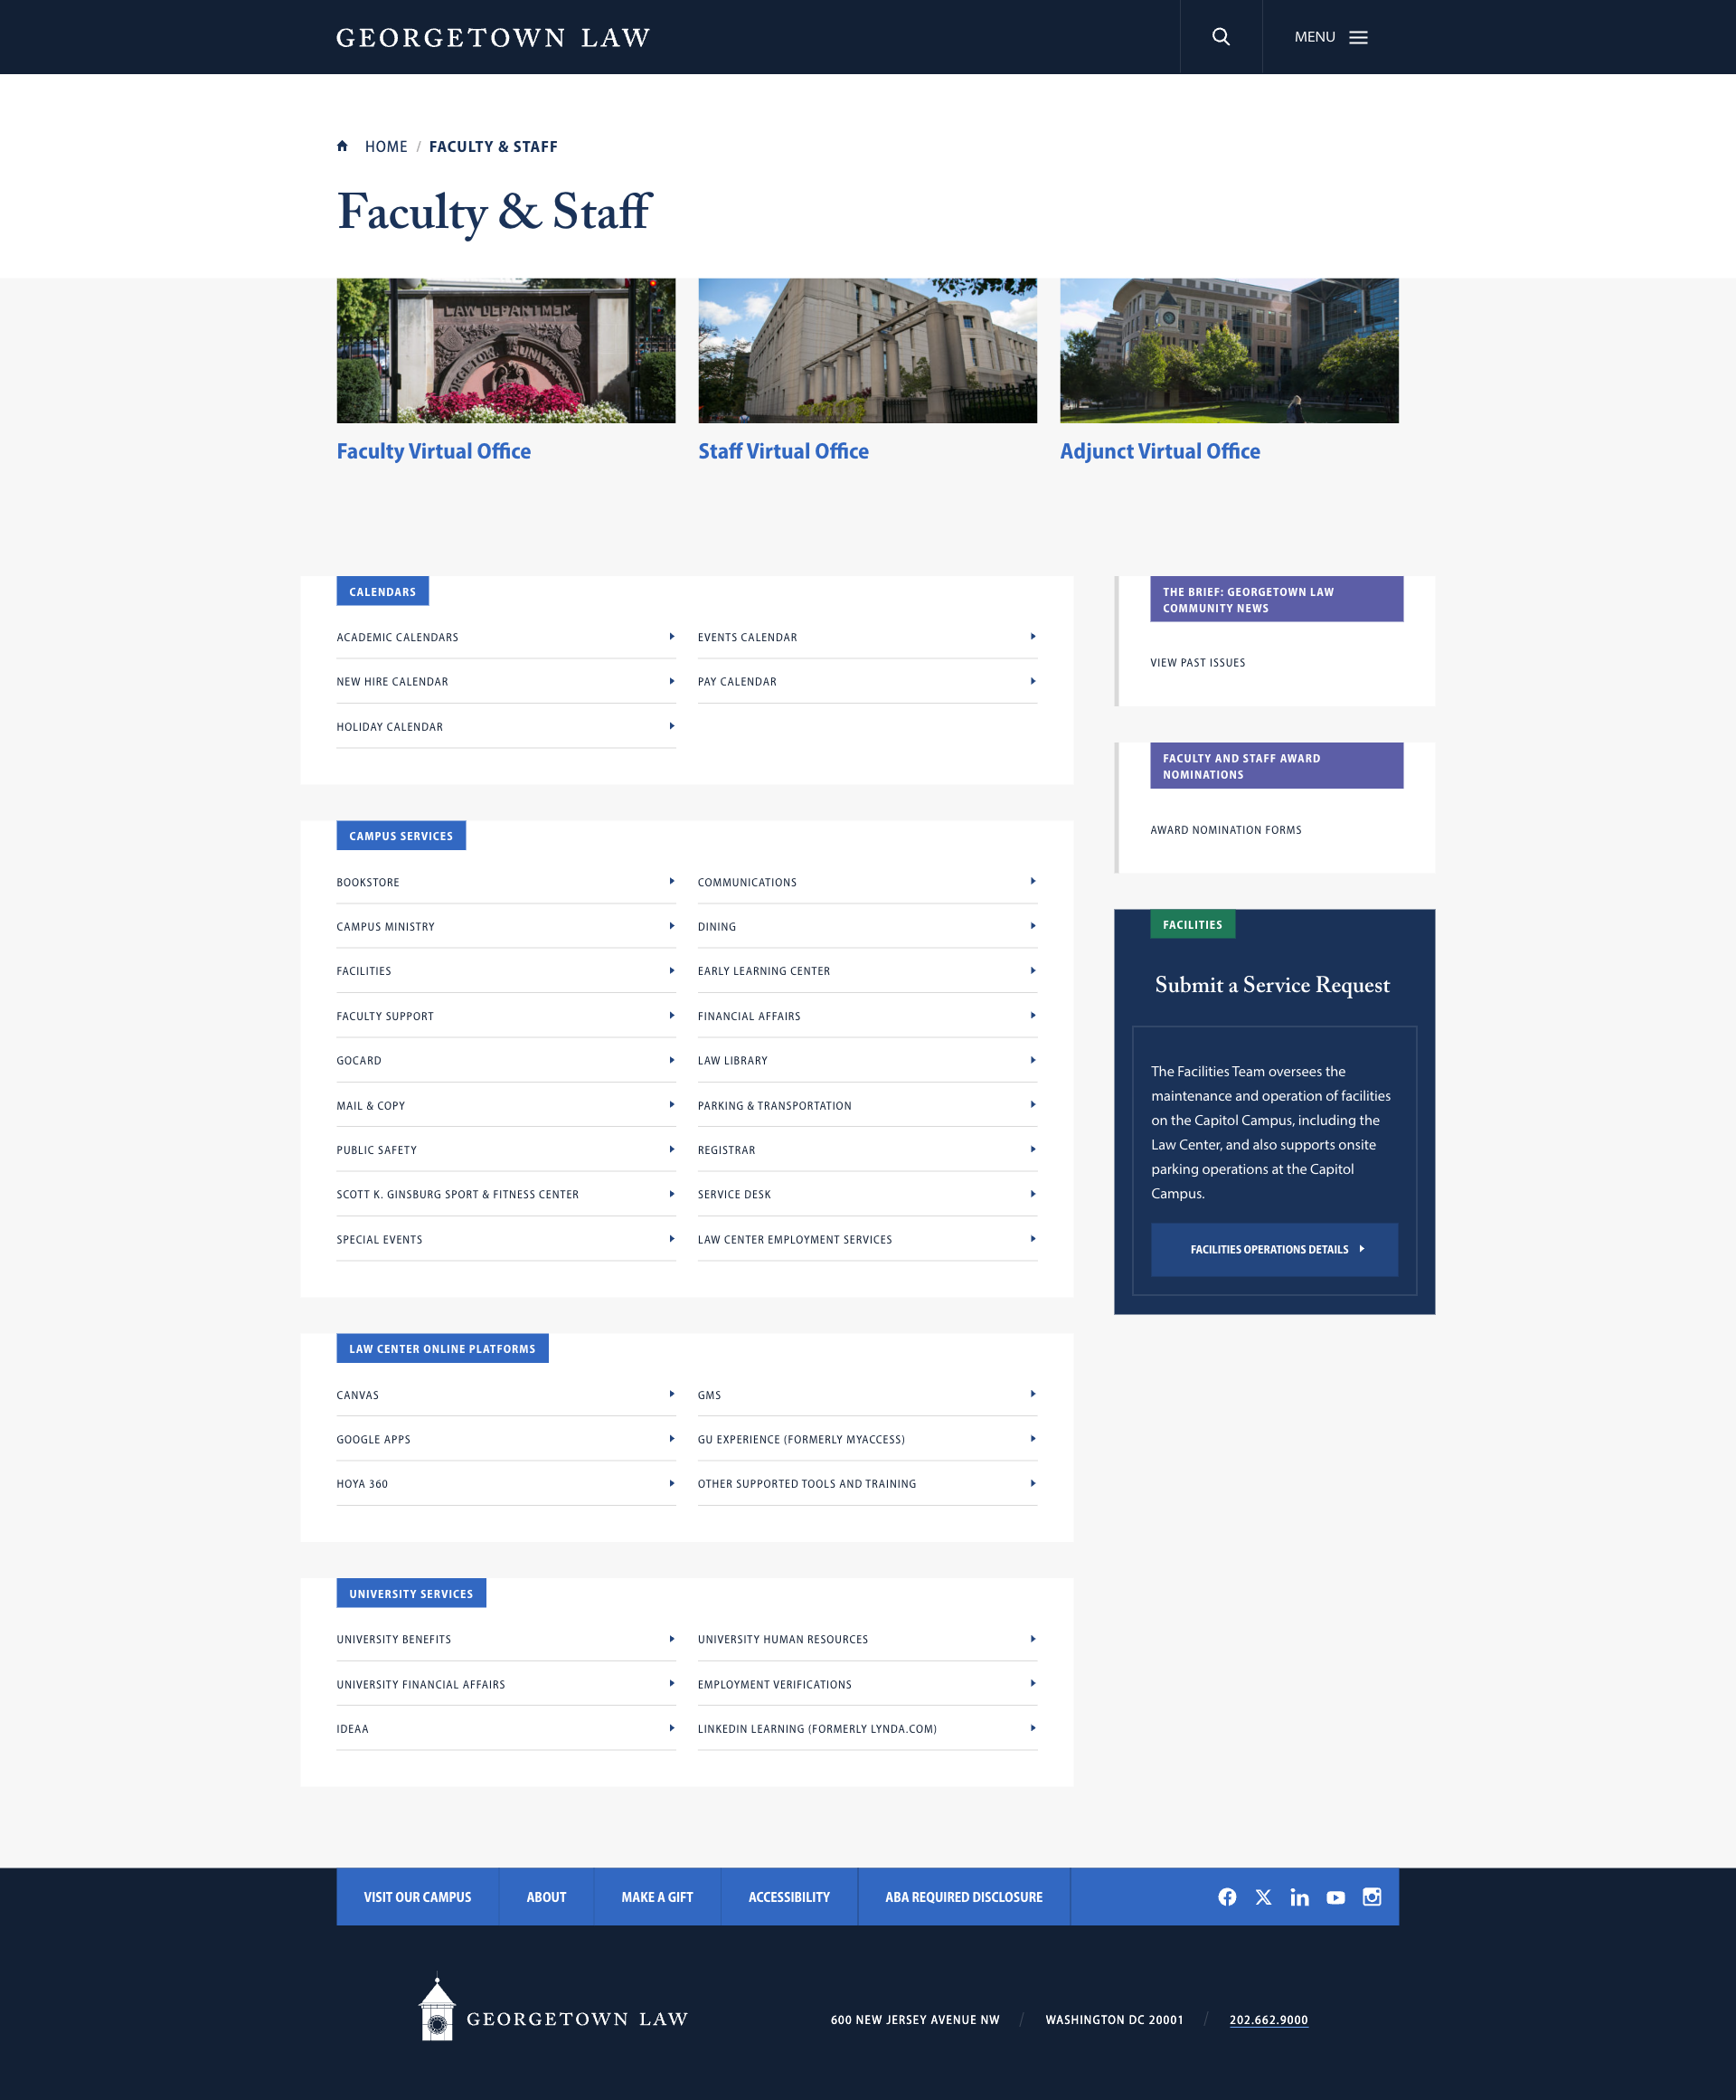 GEORGETOWN LAW
MENU
HOME / FACULTY & STAFF
Faculty & Staff
LAW DEPARTMEN
Faculty Virtual Office
Staff Virtual Office
Adjunct Virtual Office
CALENDARS
ACADEMIC CALENDARS
EVENTS CALENDAR
NEW HIRE CALENDAR
PAY CALENDAR
HOLIDAY CALENDAR
CAMPUS SERVICES
BOOKSTORE
COMMUNICATIONS
CAMPUS MINISTRY
DINING
FACILITIES
EARLY LEARNING CENTER
FACULTY SUPPORT
FINANCIAL AFFAIRS
GOCARD
LAW LIBRARY
MAIL & COPY
PARKING & TRANSPORTATION
PUBLIC SAFETY
REGISTRAR
SCOTT K. GINSBURG SPORT & FITNESS CENTER
SERVICE DESK
SPECIAL EVENTS
LAW CENTER EMPLOYMENT SERVICES
LAW CENTER ONLINE PLATFORMS
CANVAS
GMS
GOOGLE APPS
GU EXPERIENCE (FORMERLY MYACCESS)
HOYA 360
OTHER SUPPORTED TOOLS AND TRAINING
UNIVERSITY SERVICES
UNIVERSITY BENEFITS
UNIVERSITY HUMAN RESOURCES
UNIVERSITY FINANCIAL AFFAIRS
EMPLOYMENT VERIFICATIONS
IDEAA
LINKEDIN LEARNING (FORMERLY LYNDA.COM)
THE BRIEF: GEORGETOWN LAW
COMMUNITY NEWS
VIEW PAST ISSUES
FACULTY AND STAFF AWARD
NOMINATIONS
AWARD NOMINATION FORMS
FACILITIES
Submit a Service Request
The Facilities Team oversees the
maintenance and operation of facilities
on the Capitol Campus, including the
Law Center, and also supports onsite
parking operations at the Capitol
Campus.
FACILITIES OPERATIONS DETAILS
VISIT OUR CAMPUS
ABOUT
MAKE A GIFT
ACCESSIBILITY
ABA REQUIRED DISCLOSURE
GEORGETOWN LAW
600 NEW JERSEY AVENUE NW / WASHINGTON DC 20001 / 202.662.9000